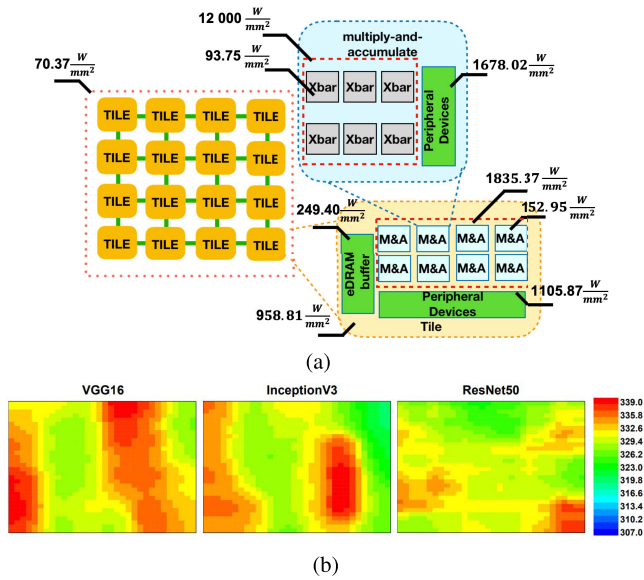 12 000 W/mm²
multiply-and-accumulate
70.37 W/mm²
93.75 W/mm²
1678.02 W/mm²
Xbar Xbar Xbar
Xbar Xbar Xbar
Peripheral Devices
TILE TILE TILE TILE
TILE TILE TILE TILE
TILE TILE TILE TILE
TILE TILE TILE TILE
1835.37 W/mm²
249.40 W/mm²
152.95 W/mm²
M&A M&A M&A M&A
M&A M&A M&A M&A
eDRAM buffer
Peripheral Devices
1105.87 W/mm²
958.81 W/mm²
Tile
(a)
VGG16 InceptionV3 ResNet50
339.0
335.8
332.6
329.4
326.2
223.0
319.8
316.6
313.4
310.2
307.0
(b)